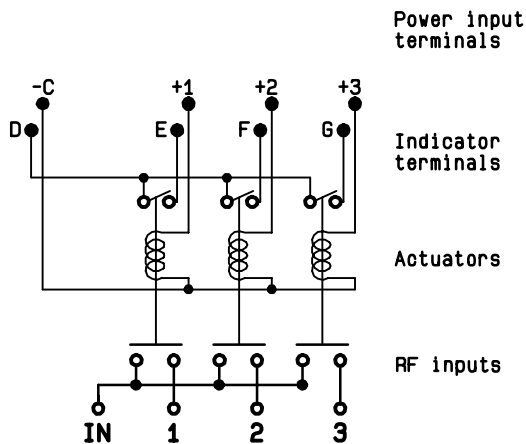 Power input
terminals
-C +1 +2 +3
D E F G
Indicator
terminals
Actuators
RF inputs
IN 1 2 3